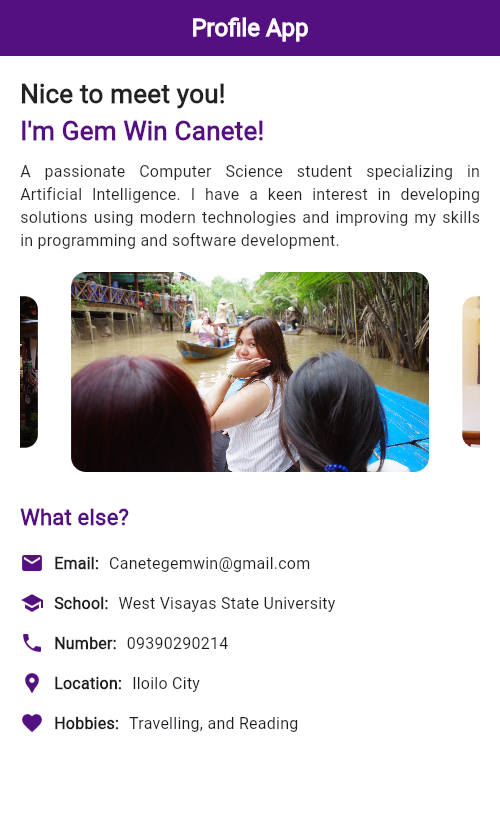 Profile App
Nice to meet you!
I'm Gem Win Canete!
A passionate Computer Science student specializing in
Artificial Intelligence. I have a keen interest in developing
solutions using modern technologies and improving my skills
in programming and software development.
What else?
Email: Canetegemwin@gmail.com
School: West Visayas State University
Number: 09390290214
Location: Iloilo City
Hobbies: Travelling, and Reading